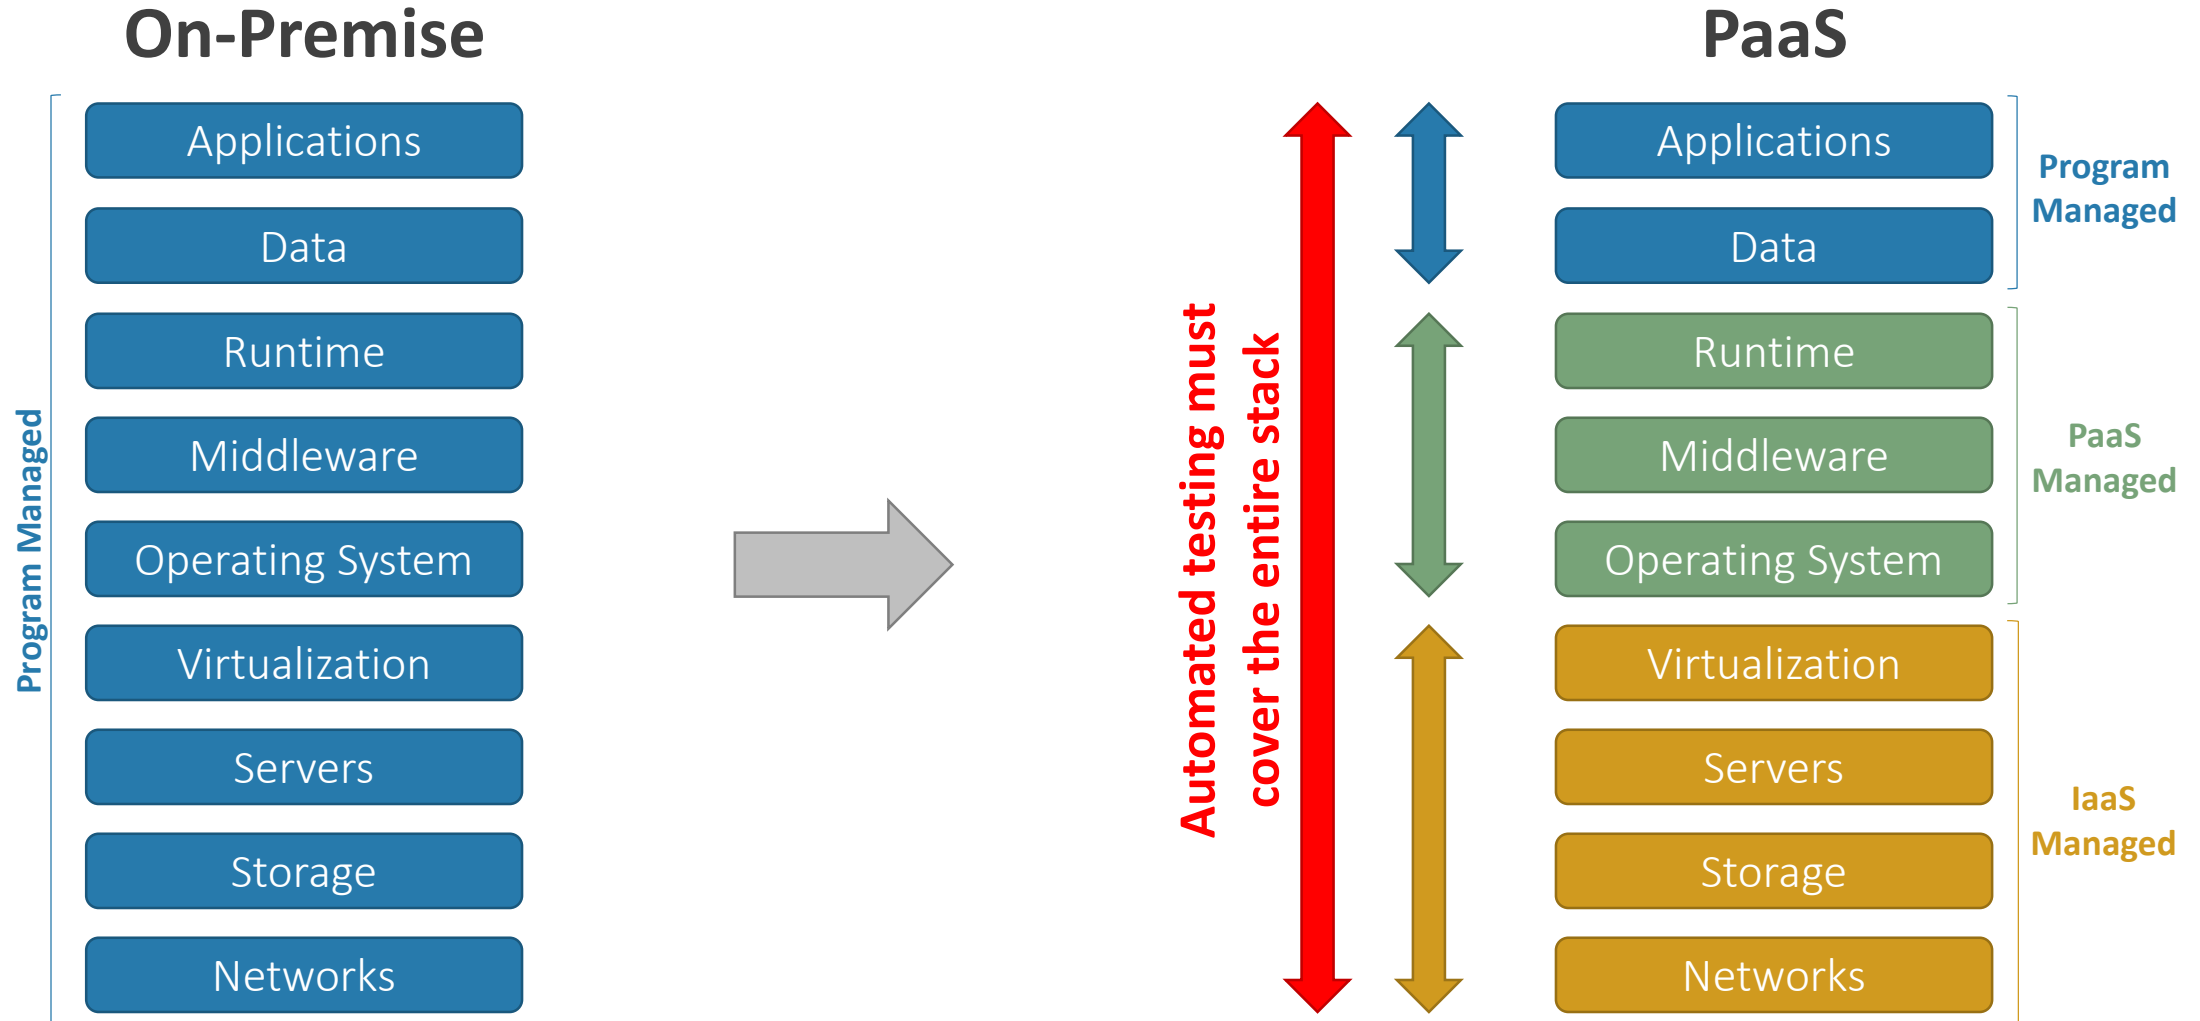 On-Premise
Program Managed
Applications
Data
Runtime
Middleware
Operating System
Virtualization
Servers
Storage
Networks
Automated testing must
cover the entire stack
PaaS
Applications
Data
Runtime
Middleware
Operating System
Virtualization
Servers
Storage
Networks
Program
Managed
PaaS
Managed
IaaS
Managed